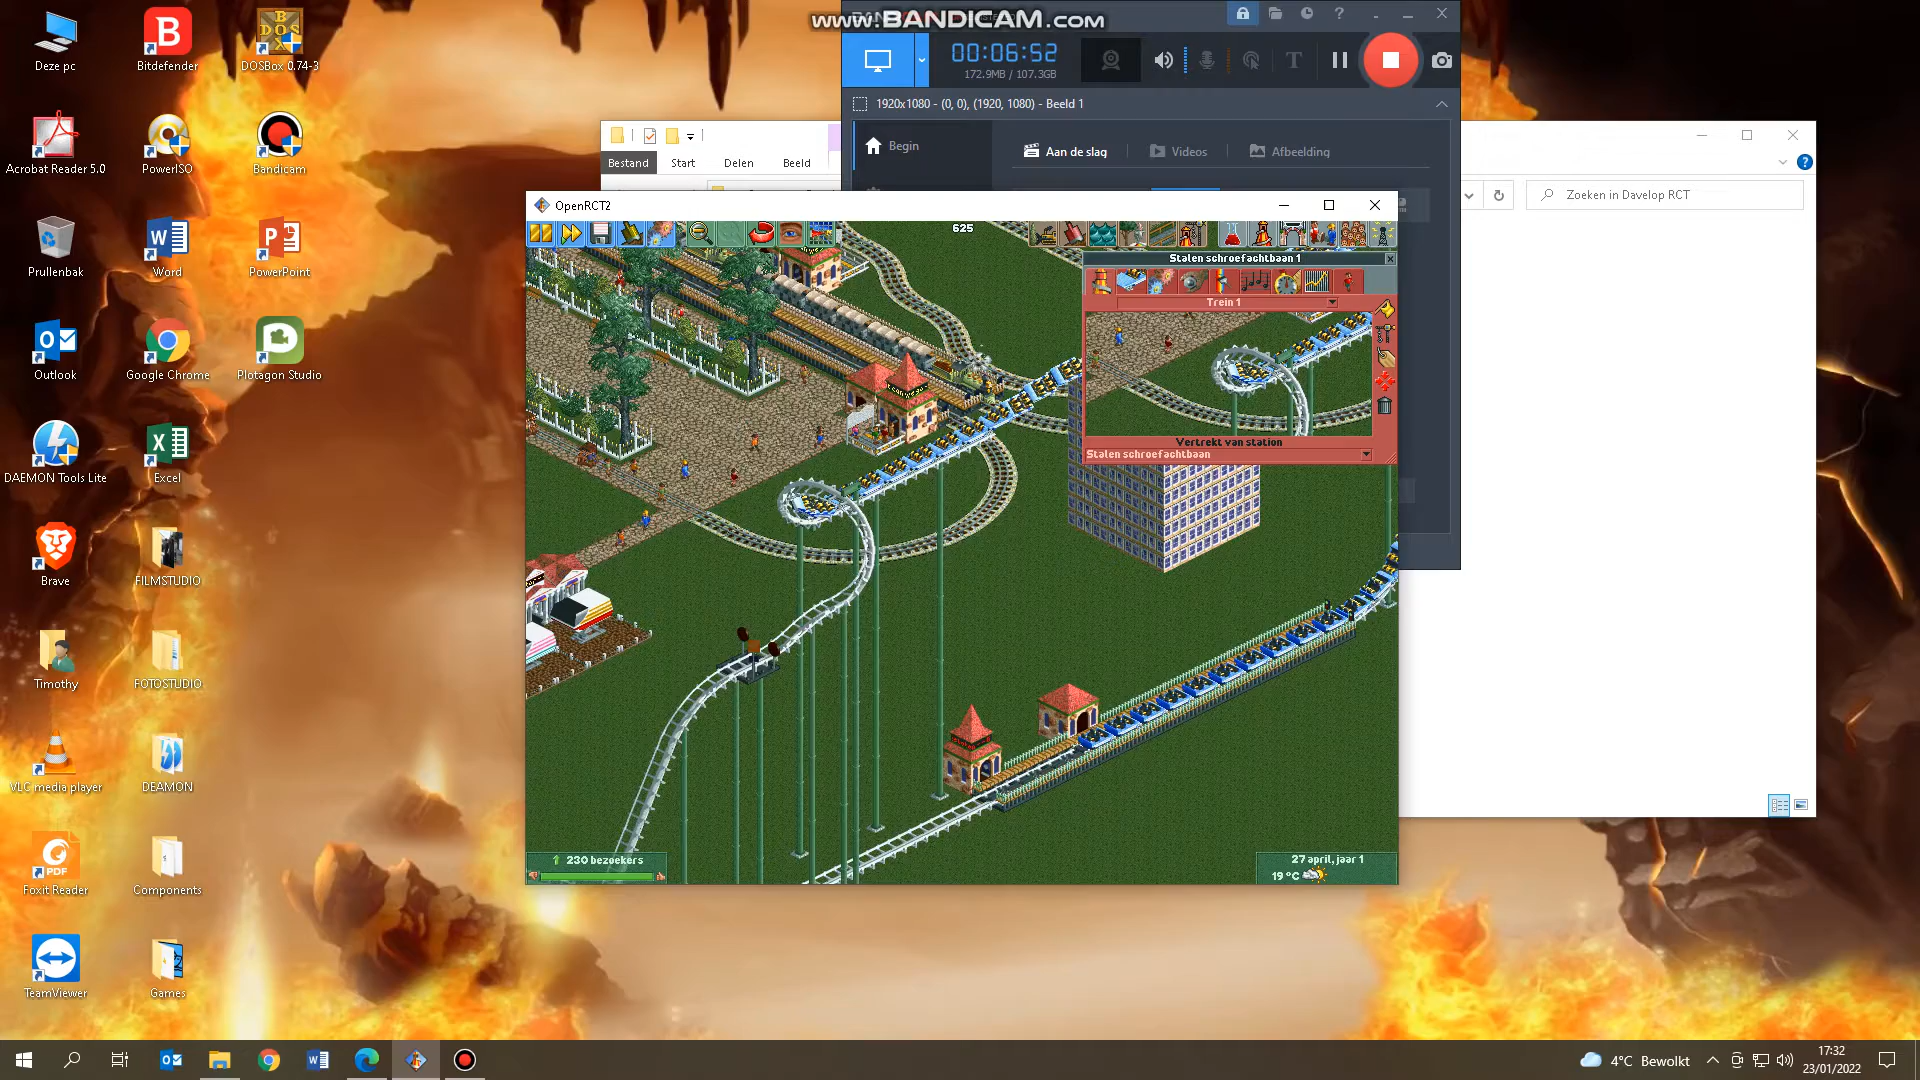 www.BANDICAM.com
00:06:52
172.9MB / 107.3GB
1920x1080 - (0, 0), (1920, 1080) - Beeld 1
Begin
Aan de slag
Videos
Afbeelding
Bestand
Start
Delen
Beeld
Zoeken in Davelop RCT
OpenRCT2
625
Stalen schroefachtbaan 1
Trein 1
Vertrekt van station
Stalen schroefachtbaan
230 bezoekers
27 april, jaar 1
19 °C
Deze pc
Bitdefender
DOSBox 0.74-3
Acrobat Reader 5.0
PowerISO
Bandicam
Prullenbak
Word
PowerPoint
Outlook
Google Chrome
Plotagon Studio
DAEMON Tools Lite
Excel
Brave
FILMSTUDIO
Timothy
FOTOSTUDIO
VLC media player
DEAMON
Foxit Reader
Components
TeamViewer
Games
4°C Bewolkt
17:32
23/01/2022